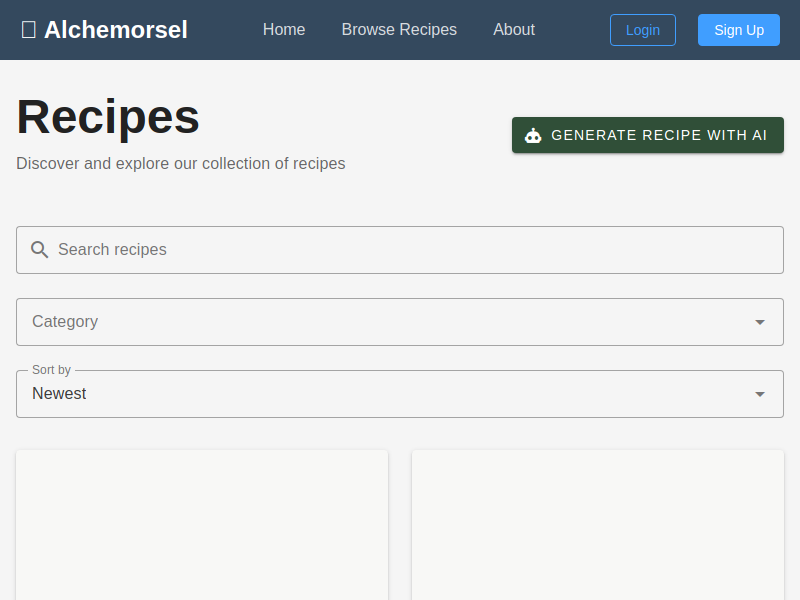 Alchemorsel
Home
Browse Recipes
About
Login
Sign Up
Recipes
Discover and explore our collection of recipes
GENERATE RECIPE WITH AI
Search recipes
Category
Sort by
Newest